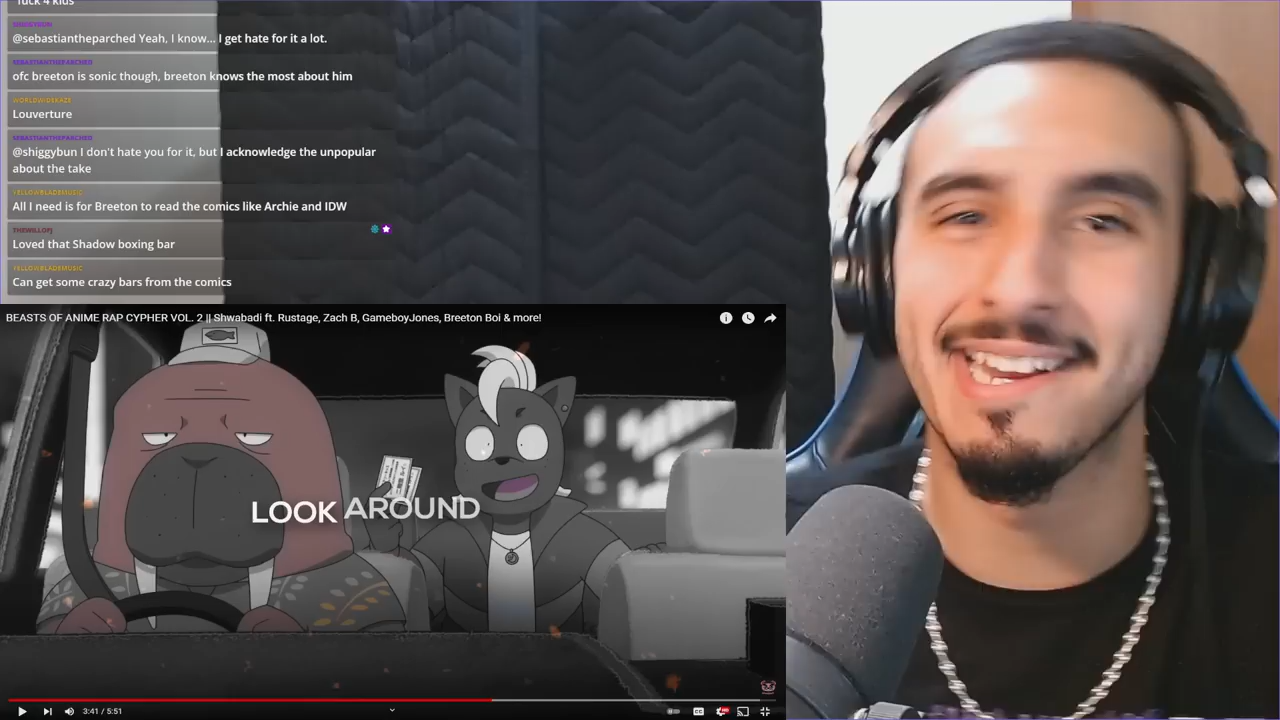 fuck 4 kids
SHIGGYBUN
@sebastiantheparched Yeah, I know... I get hate for it a lot.
SEBASTIANTHEPARCHED
ofc breeton is sonic though, breeton knows the most about him
WORLDWIDEKAZE
Louverture
SEBASTIANTHEPARCHED
@shiggybun I don't hate you for it, but I acknowledge the unpopular
about the take
YELLOWBLADEMUSIC
All I need is for Breeton to read the comics like Archie and IDW
Loved that Shadow boxing bar
YELLOWBLADEMUSIC
Can get some crazy bars from the comics
BEASTS OF ANIME RAP CYPHER VOL. 2 || Shwabadi ft. Rustage, Zach B, GameboyJones, Breeton Boi & more!
LOOK AROUND
3:41 / 5:51